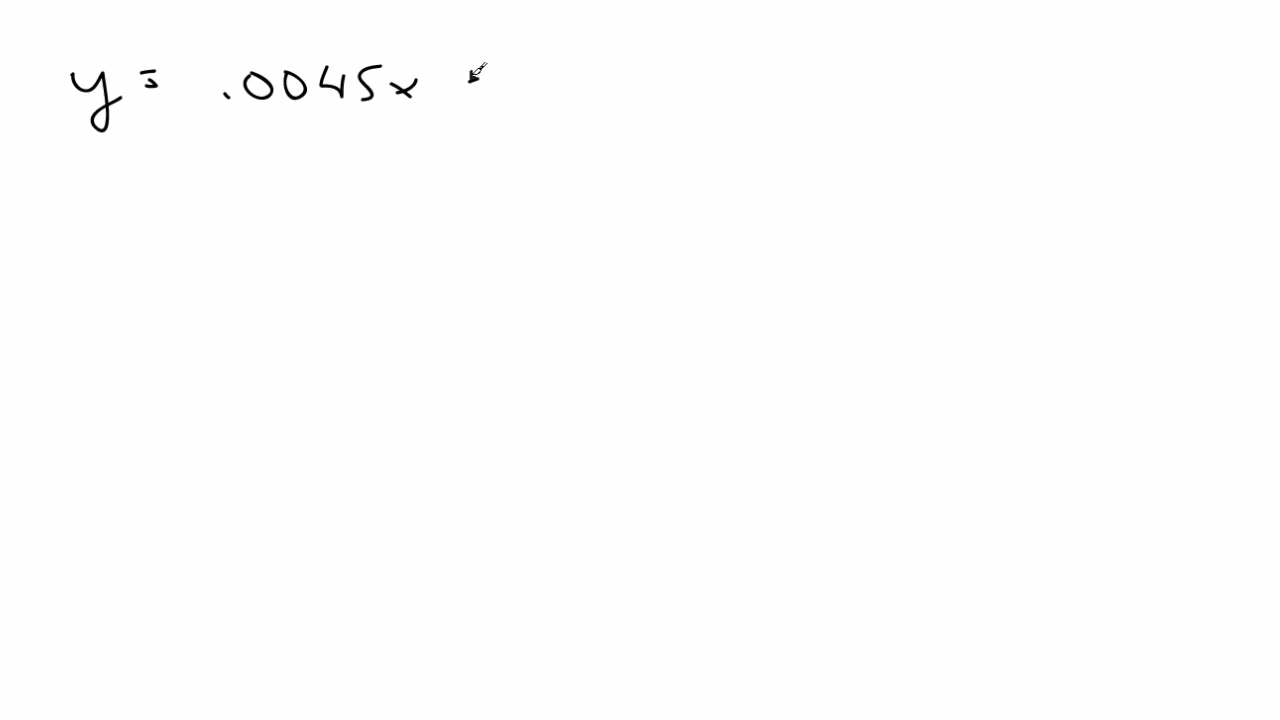 y = .0045x